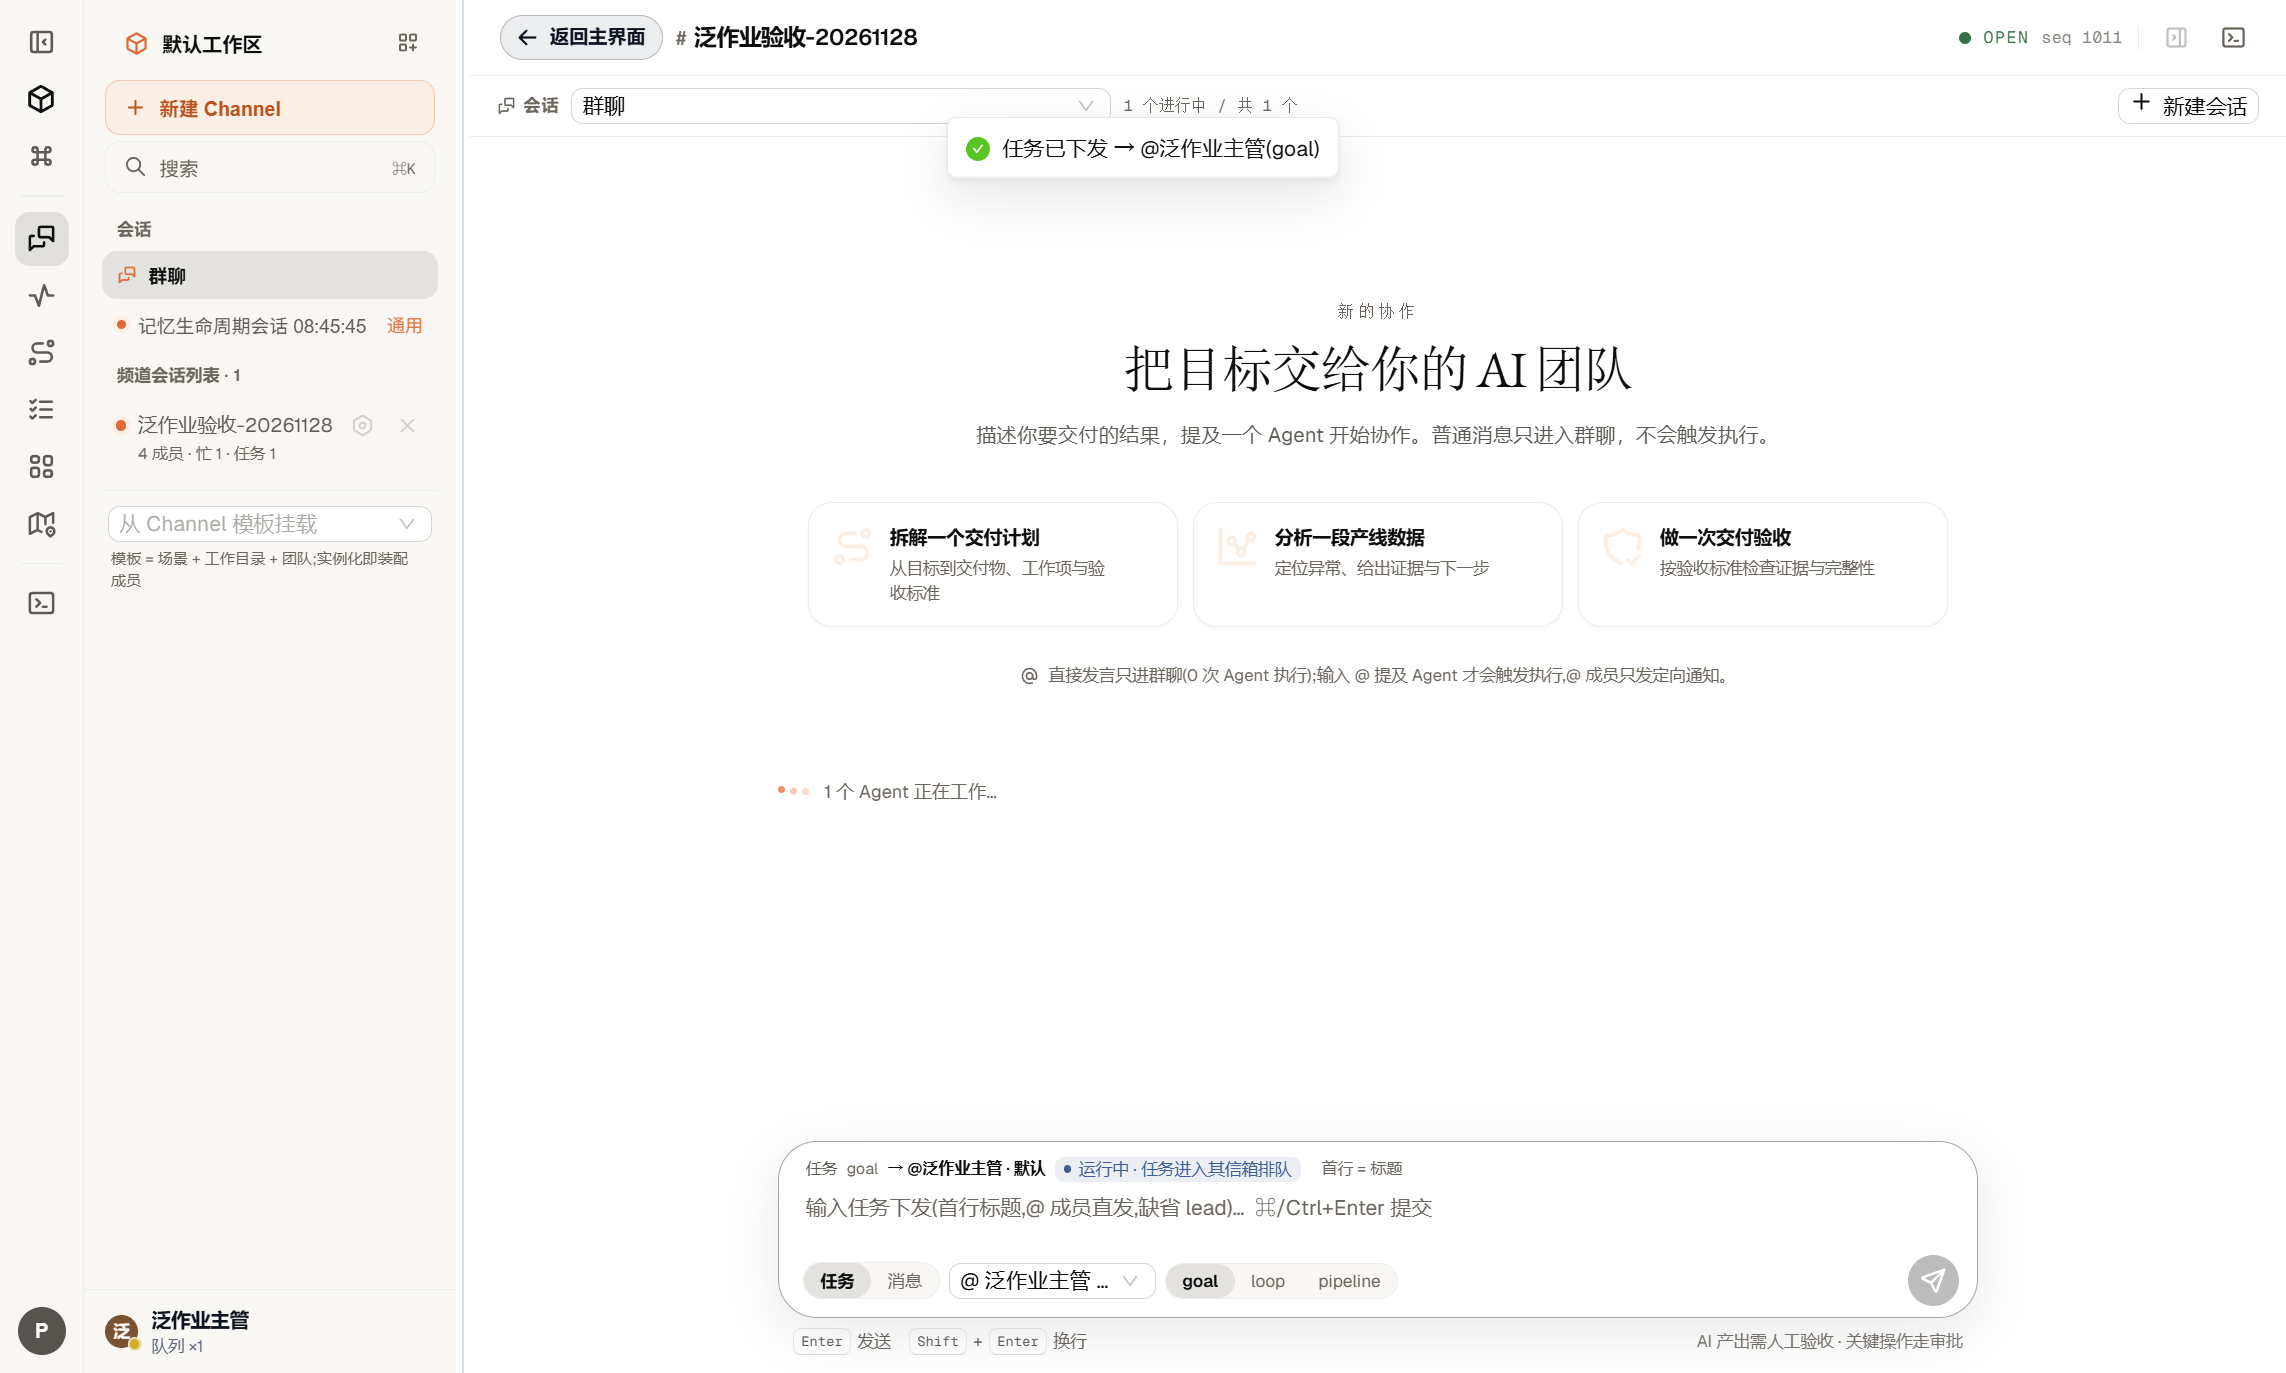 默认工作区
新建 Channel
搜索 ⌘K
会话
群聊
记忆生命周期会话 08:45:45 通用
频道会话列表 · 1
泛作业验收-20261128
4 成员 · 忙 1 · 任务 1
从 Channel 模板挂载
模板 = 场景 + 工作目录 + 团队;实例化即装配
成员
P
泛
泛作业主管
队列 ×1
返回主界面 # 泛作业验收-20261128
OPEN seq 1011
会话 群聊 1 个进行中 / 共 1 个
新建会话
任务已下发 → @泛作业主管(goal)
新的协作
把目标交给你的 AI 团队
描述你要交付的结果，提及一个 Agent 开始协作。普通消息只进入群聊，不会触发执行。
拆解一个交付计划
从目标到交付物、工作项与验
收标准
分析一段产线数据
定位异常、给出证据与下一步
做一次交付验收
按验收标准检查证据与完整性
@ 直接发言只进群聊(0 次 Agent 执行);输入 @ 提及 Agent 才会触发执行,@ 成员只发定向通知。
1 个 Agent 正在工作...
任务 goal → @泛作业主管 · 默认 运行中 · 任务进入其信箱排队 首行 = 标题
输入任务下发(首行标题,@ 成员直发,缺省 lead)... ⌘/Ctrl+Enter 提交
任务 消息 @ 泛作业主管 ... goal loop pipeline
Enter 发送 Shift + Enter 换行
AI 产出需人工验收 · 关键操作走审批